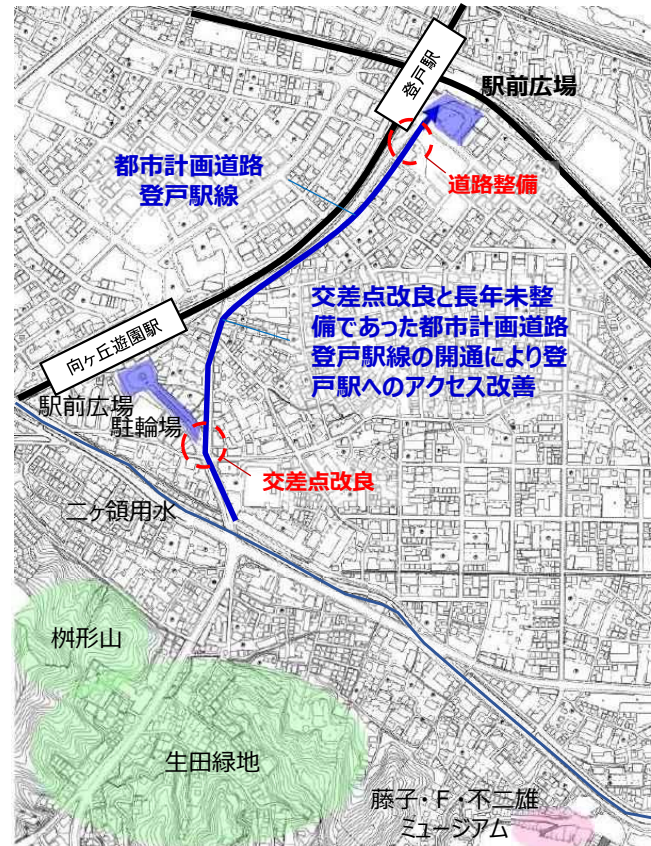 登戸駅
駅前広場
道路整備
都市計画道路
登戸駅線
交差点改良と長年未整
備であった都市計画道路
登戸駅線の開通により登
戸駅へのアクセス改善
向ヶ丘遊園駅
駅前広場
駐輪場
交差点改良
二ヶ領用水
桝形山
生田緑地
藤子・F・不二雄
ミュージアム